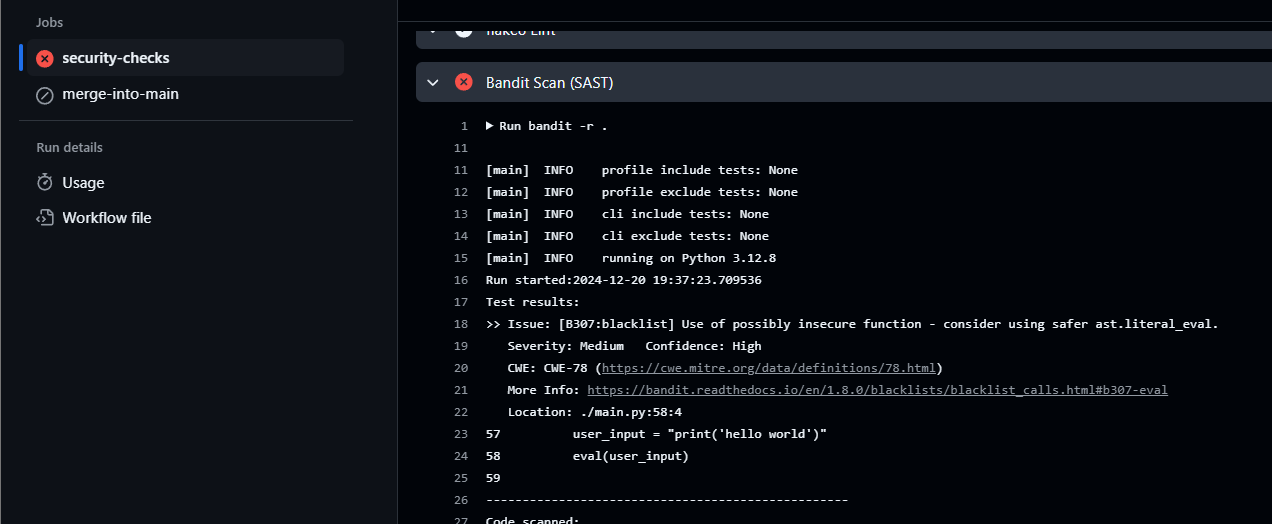 Jobs
security-checks
merge-into-main
Run details
Usage
Workflow file
flake8 Lint
Bandit Scan (SAST)
1 Run bandit -r .
11
11 [main] INFO profile include tests: None
12 [main] INFO profile exclude tests: None
13 [main] INFO cli include tests: None
14 [main] INFO cli exclude tests: None
15 [main] INFO running on Python 3.12.8
16 Run started:2024-12-20 19:37:23.709536
17 Test results:
18 >> Issue: [B307:blacklist] Use of possibly insecure function - consider using safer ast.literal_eval.
19 Severity: Medium Confidence: High
20 CWE: CWE-78 (https://cwe.mitre.org/data/definitions/78.html)
21 More Info: https://bandit.readthedocs.io/en/1.8.0/blacklists/blacklist_calls.html#b307-eval
22 Location: ./main.py:58:4
23 57 user_input = "print('hello world')"
24 58 eval(user_input)
25 59
26 --------------------------------------------------
27 Code scanned: